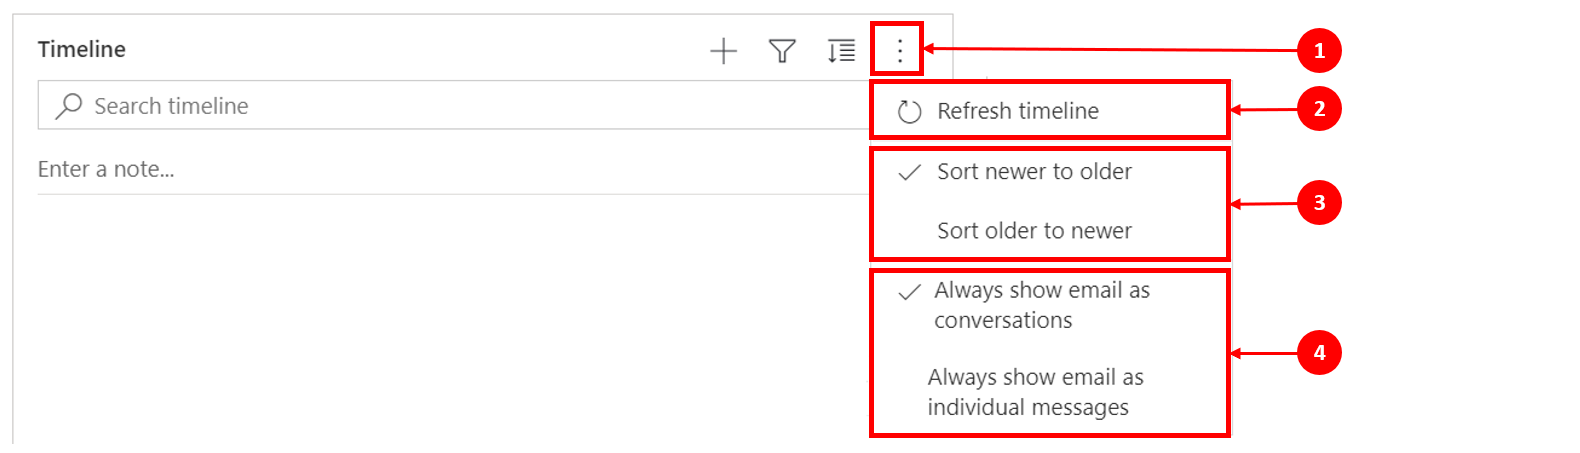 Timeline
1
Search timeline
Refresh timeline
2
Enter a note...
Sort newer to older
3
Sort older to newer
Always show email as
conversations
4
Always show email as
individual messages